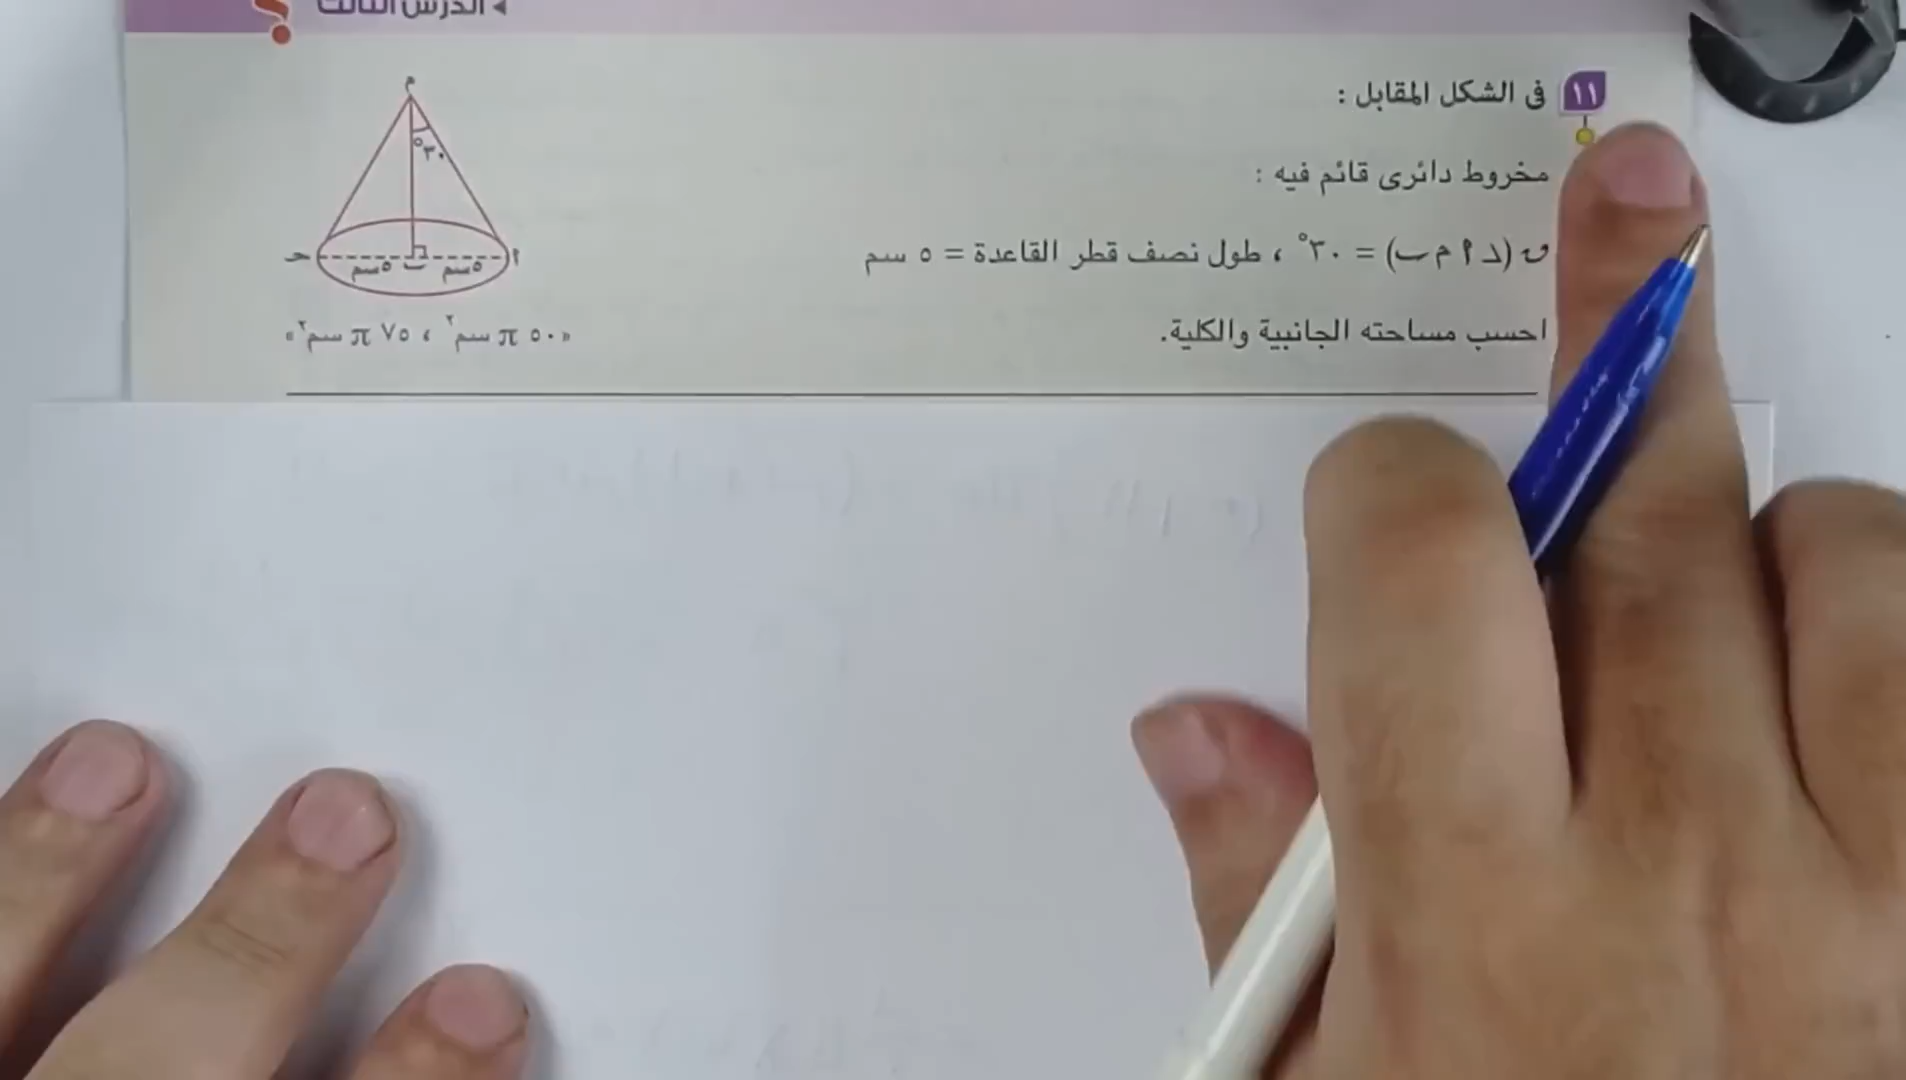 ◂ الدرس الثالث
؟
١١ فى الشكل المقابل :
مخروط دائرى قائم فيه :
ن (د ا م ب) = ٣٠° ، طول نصف قطر القاعدة = ٥ سم
احسب مساحته الجانبية والكلية.
«٥٠ π سم٢ ، ٧٥ π سم٢»
م
٣٠°
ا
٥سم
ب
٥سم
حـ